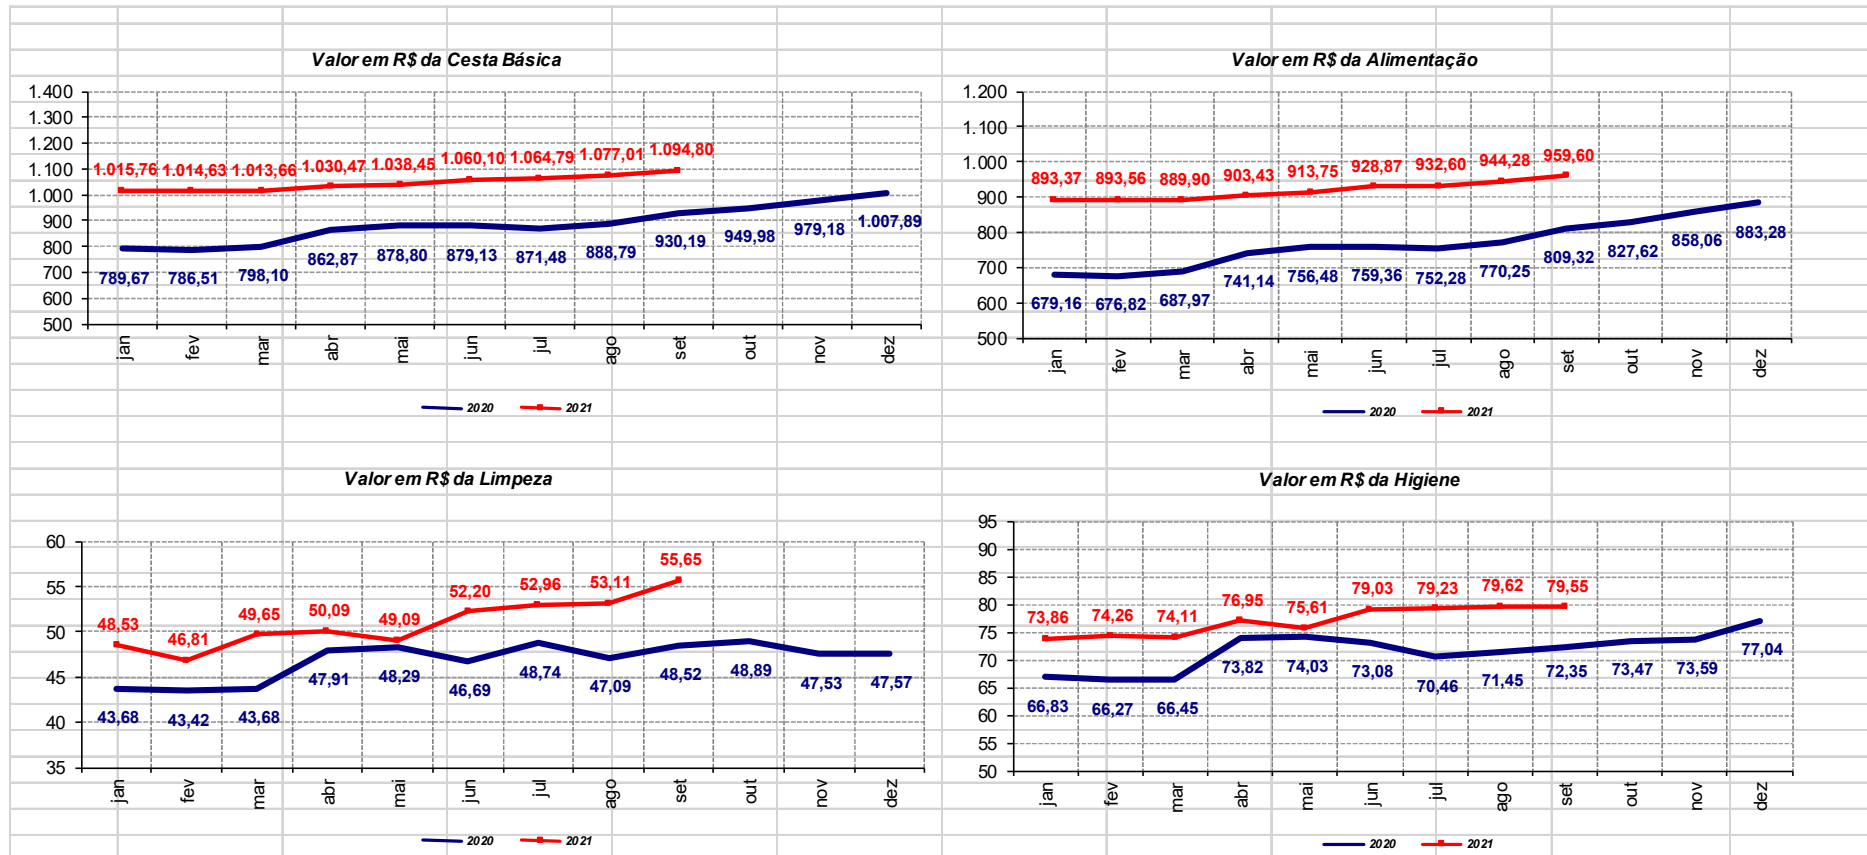 Valor em R$ da Cesta Básica
1.400
1.300
1.200
1.100
1.000
900
800
700
600
500
1.015,76 1.014,63 1.013,66 1.030,47 1.038,45 1.060,10 1.064,79 1.077,01 1.094,80
789,67 786,51 798,10 862,87 878,80 879,13 871,48 888,79 930,19 949,98 979,18 1.007,89
jan fev mar abr mai jun jul ago set out nov dez
2020 2021
Valor em R$ da Alimentação
1.200
1.100
1.000
900
800
700
600
500
893,37 893,56 889,90 903,43 913,75 928,87 932,60 944,28 959,60
679,16 676,82 687,97 741,14 756,48 759,36 752,28 770,25 809,32 827,62 858,06 883,28
jan fev mar abr mai jun jul ago set out nov dez
2020 2021
Valor em R$ da Limpeza
60
55
50
45
40
35
48,53 46,81 49,65 50,09 49,09 52,20 52,96 53,11 55,65
43,68 43,42 43,68 47,91 48,29 46,69 48,74 47,09 48,52 48,89 47,53 47,57
jan fev mar abr mai jun jul ago set out nov dez
2020 2021
Valor em R$ da Higiene
95
90
85
80
75
70
65
60
55
50
73,86 74,26 74,11 76,95 75,61 79,03 79,23 79,62 79,55
66,83 66,27 66,45 73,82 74,03 73,08 70,46 71,45 72,35 73,47 73,59 77,04
jan fev mar abr mai jun jul ago set out nov dez
2020 2021